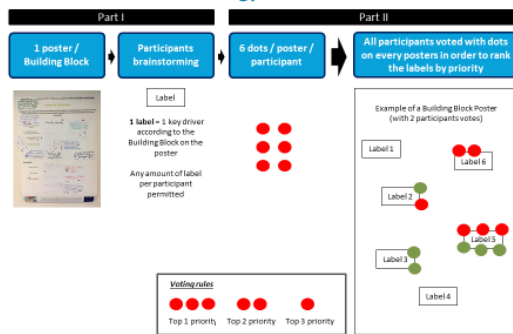 Part I
Part II
1 poster /
Building Block
Participants
brainstorming
6 dots / poster /
participant
All participants voted with dots
on every posters in order to rank
the labels by priority
Label
1 label = 1 key driver
according to the
Building Block on the
poster
Any amount of label
per participant
permitted
Example of a Building Block Poster
(with 2 participants votes)
Label 1
Label 6
Label 2
Label 5
Label 3
Label 4
Voting rules
Top 1 priority
Top 2 priority
Top 3 priority